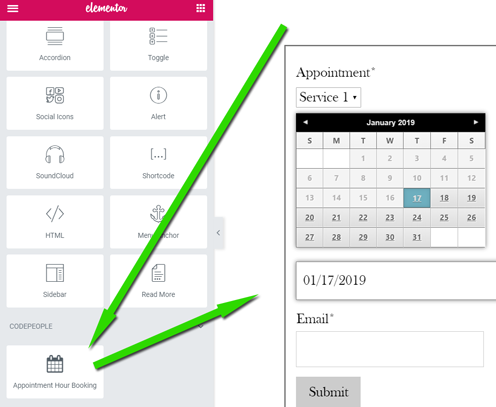 elementor
Accordion
Toggle
Social Icons
Alert
SoundCloud
[...]
Shortcode
</>
HTML
Menu Anchor
Sidebar
Read More
CODEPEOPLE
Appointment Hour Booking
Appointment*
Service 1
January 2019
S M T W T F S
1 2 3 4 5
6 7 8 9 10 11 12
13 14 15 16 17 18 19
20 21 22 23 24 25 26
27 28 29 30 31
01/17/2019
Email*
Submit